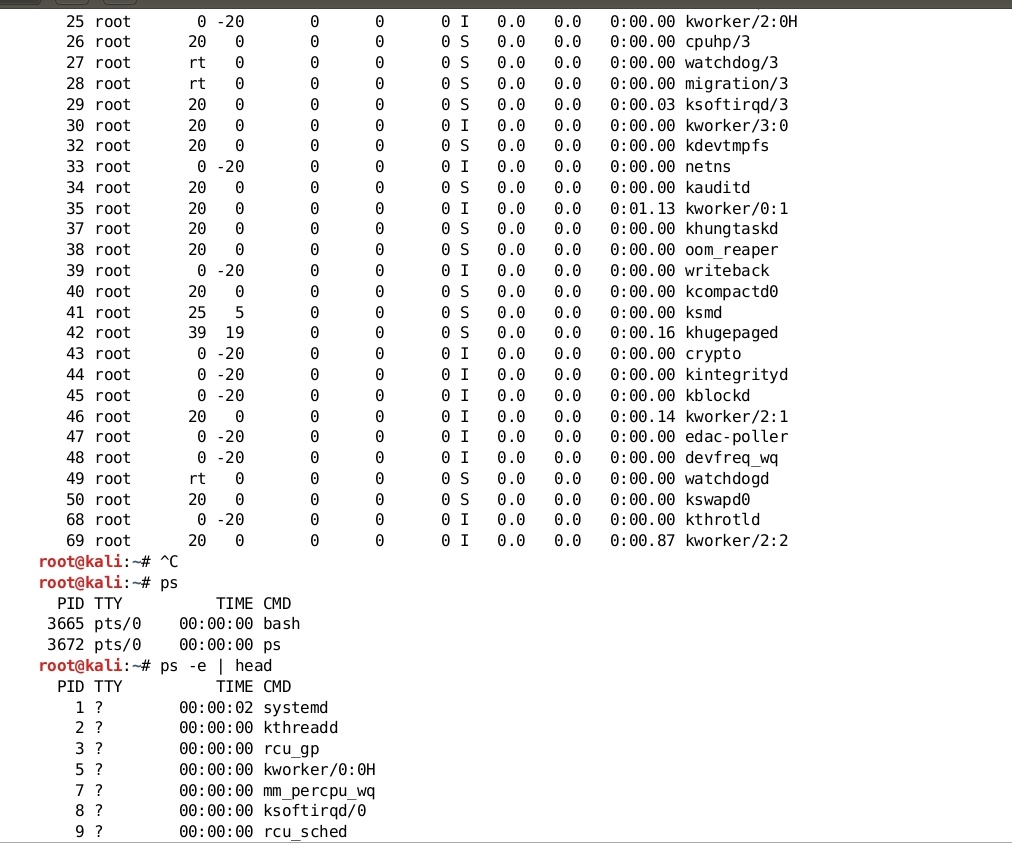 25 root 0 -20 0 0 0 I 0.0 0.0 0:00.00 kworker/2:0H
26 root 20 0 0 0 0 S 0.0 0.0 0:00.00 cpuhp/3
27 root rt 0 0 0 0 S 0.0 0.0 0:00.00 watchdog/3
28 root rt 0 0 0 0 S 0.0 0.0 0:00.00 migration/3
29 root 20 0 0 0 0 S 0.0 0.0 0:00.03 ksoftirqd/3
30 root 20 0 0 0 0 I 0.0 0.0 0:00.00 kworker/3:0
32 root 20 0 0 0 0 S 0.0 0.0 0:00.00 kdevtmpfs
33 root 0 -20 0 0 0 I 0.0 0.0 0:00.00 netns
34 root 20 0 0 0 0 S 0.0 0.0 0:00.00 kauditd
35 root 20 0 0 0 0 I 0.0 0.0 0:01.13 kworker/0:1
37 root 20 0 0 0 0 S 0.0 0.0 0:00.00 khungtaskd
38 root 20 0 0 0 0 S 0.0 0.0 0:00.00 oom_reaper
39 root 0 -20 0 0 0 I 0.0 0.0 0:00.00 writeback
40 root 20 0 0 0 0 S 0.0 0.0 0:00.00 kcompactd0
41 root 25 5 0 0 0 S 0.0 0.0 0:00.00 ksmd
42 root 39 19 0 0 0 S 0.0 0.0 0:00.16 khugepaged
43 root 0 -20 0 0 0 I 0.0 0.0 0:00.00 crypto
44 root 0 -20 0 0 0 I 0.0 0.0 0:00.00 kintegrityd
45 root 0 -20 0 0 0 I 0.0 0.0 0:00.00 kblockd
46 root 20 0 0 0 0 I 0.0 0.0 0:00.14 kworker/2:1
47 root 0 -20 0 0 0 I 0.0 0.0 0:00.00 edac-poller
48 root 0 -20 0 0 0 I 0.0 0.0 0:00.00 devfreq_wq
49 root rt 0 0 0 0 S 0.0 0.0 0:00.00 watchdogd
50 root 20 0 0 0 0 S 0.0 0.0 0:00.00 kswapd0
68 root 0 -20 0 0 0 I 0.0 0.0 0:00.00 kthrotld
69 root 20 0 0 0 0 I 0.0 0.0 0:00.87 kworker/2:2
root@kali:~# ^C
root@kali:~# ps
PID TTY TIME CMD
3665 pts/0 00:00:00 bash
3672 pts/0 00:00:00 ps
root@kali:~# ps -e | head
PID TTY TIME CMD
1 ? 00:00:02 systemd
2 ? 00:00:00 kthreadd
3 ? 00:00:00 rcu_gp
5 ? 00:00:00 kworker/0:0H
7 ? 00:00:00 mm_percpu_wq
8 ? 00:00:00 ksoftirqd/0
9 ? 00:00:00 rcu_sched